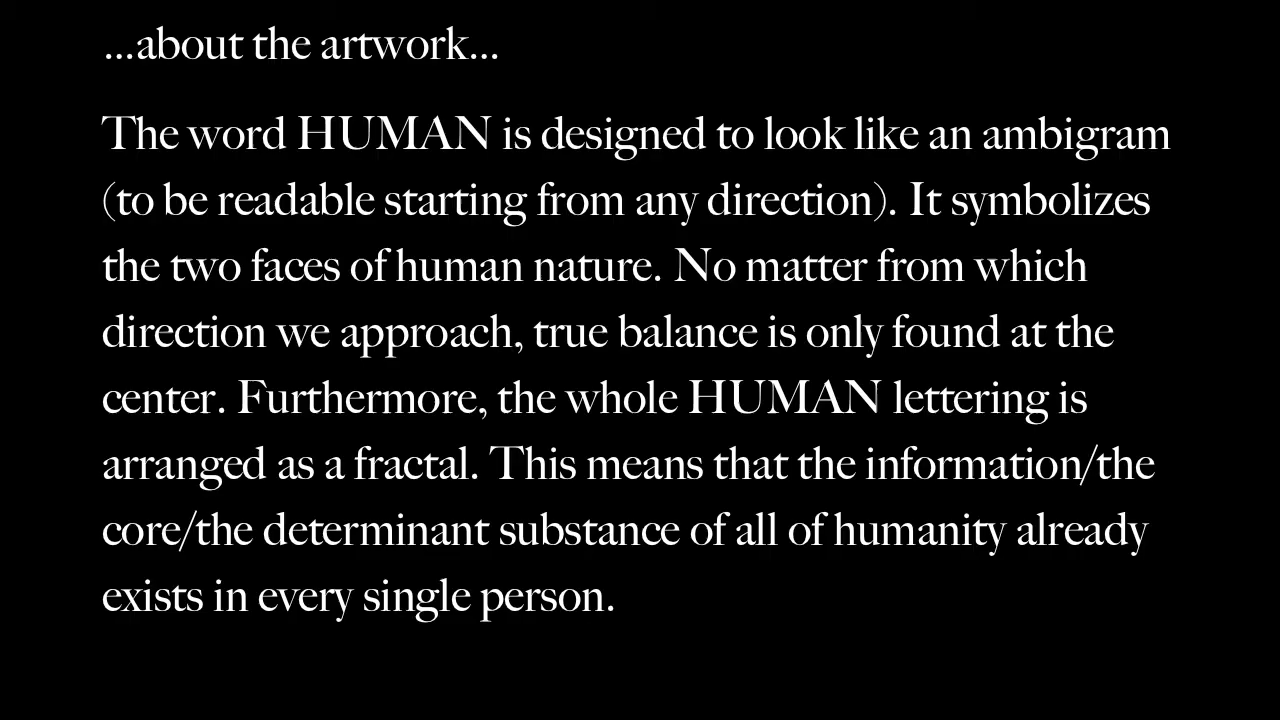 ...about the artwork...
The word HUMAN is designed to look like an ambigram
(to be readable starting from any direction). It symbolizes
the two faces of human nature. No matter from which
direction we approach, true balance is only found at the
center. Furthermore, the whole HUMAN lettering is
arranged as a fractal. This means that the information/the
core/the determinant substance of all of humanity already
exists in every single person.